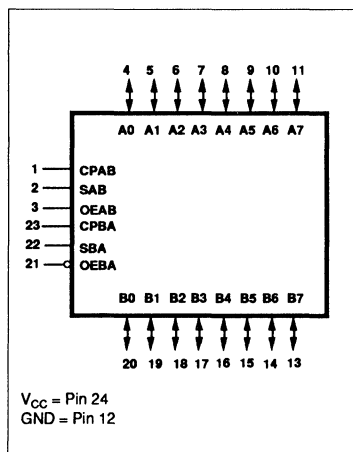 4 5 6 7 8 9 10 11
A0 A1 A2 A3 A4 A5 A6 A7
1 CPAB
2 SAB
3 OEAB
23 CPBA
22 SBA
21 OEBA
B0 B1 B2 B3 B4 B5 B6 B7
20 19 18 17 16 15 14 13
VCC = Pin 24
GND = Pin 12